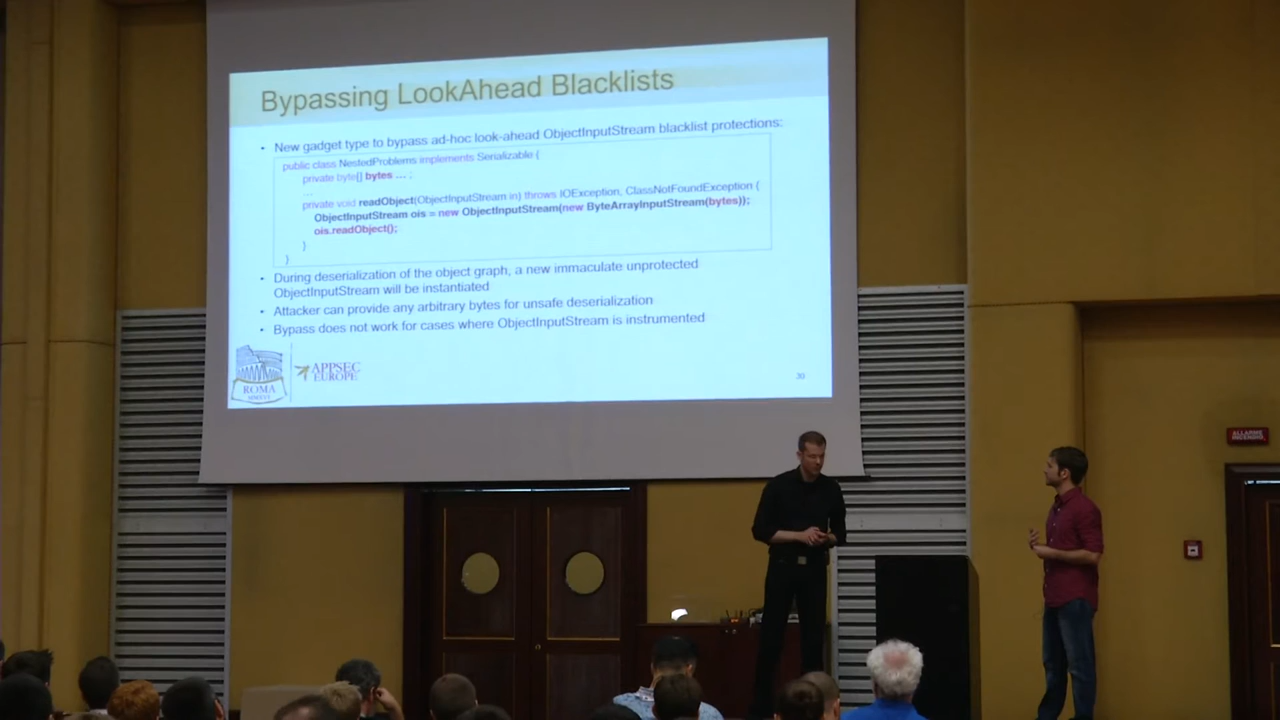 Bypassing LookAhead Blacklists
• New gadget type to bypass ad-hoc look-ahead ObjectInputStream blacklist protections:
public class NestedProblems implements Serializable {
private byte[] bytes ... ;
...
private void readObject(ObjectInputStream in) throws IOException, ClassNotFoundException {
ObjectInputStream ois = new ObjectInputStream(new ByteArrayInputStream(bytes));
ois.readObject();
}
}
• During deserialization of the object graph, a new immaculate unprotected
ObjectInputStream will be instantiated
• Attacker can provide any arbitrary bytes for unsafe deserialization
• Bypass does not work for cases where ObjectInputStream is instrumented
ROMA
MMXVI
APPSEC
EUROPE
30
ALLARME
INCENDIO